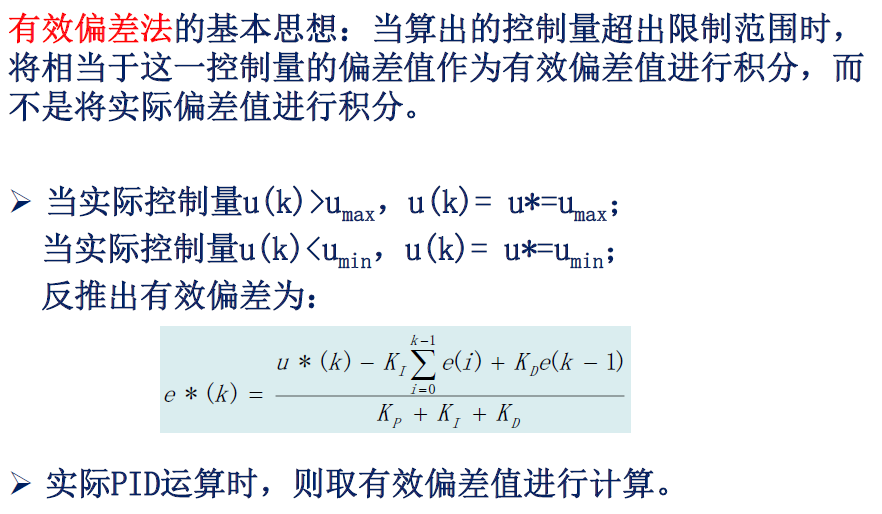 有效偏差法的基本思想：当算出的控制量超出限制范围时，
将相当于这一控制量的偏差值作为有效偏差值进行积分，而
不是将实际偏差值进行积分。
➢ 当实际控制量u(k)>u_max，u(k)= u*=u_max；
当实际控制量u(k)<u_min，u(k)= u*=u_min；
反推出有效偏差为：
e * (k) = \frac{u * (k) - K_I \sum_{i=0}^{k-1} e(i) + K_D e(k - 1)}{K_P + K_I + K_D}
➢ 实际PID运算时，则取有效偏差值进行计算。